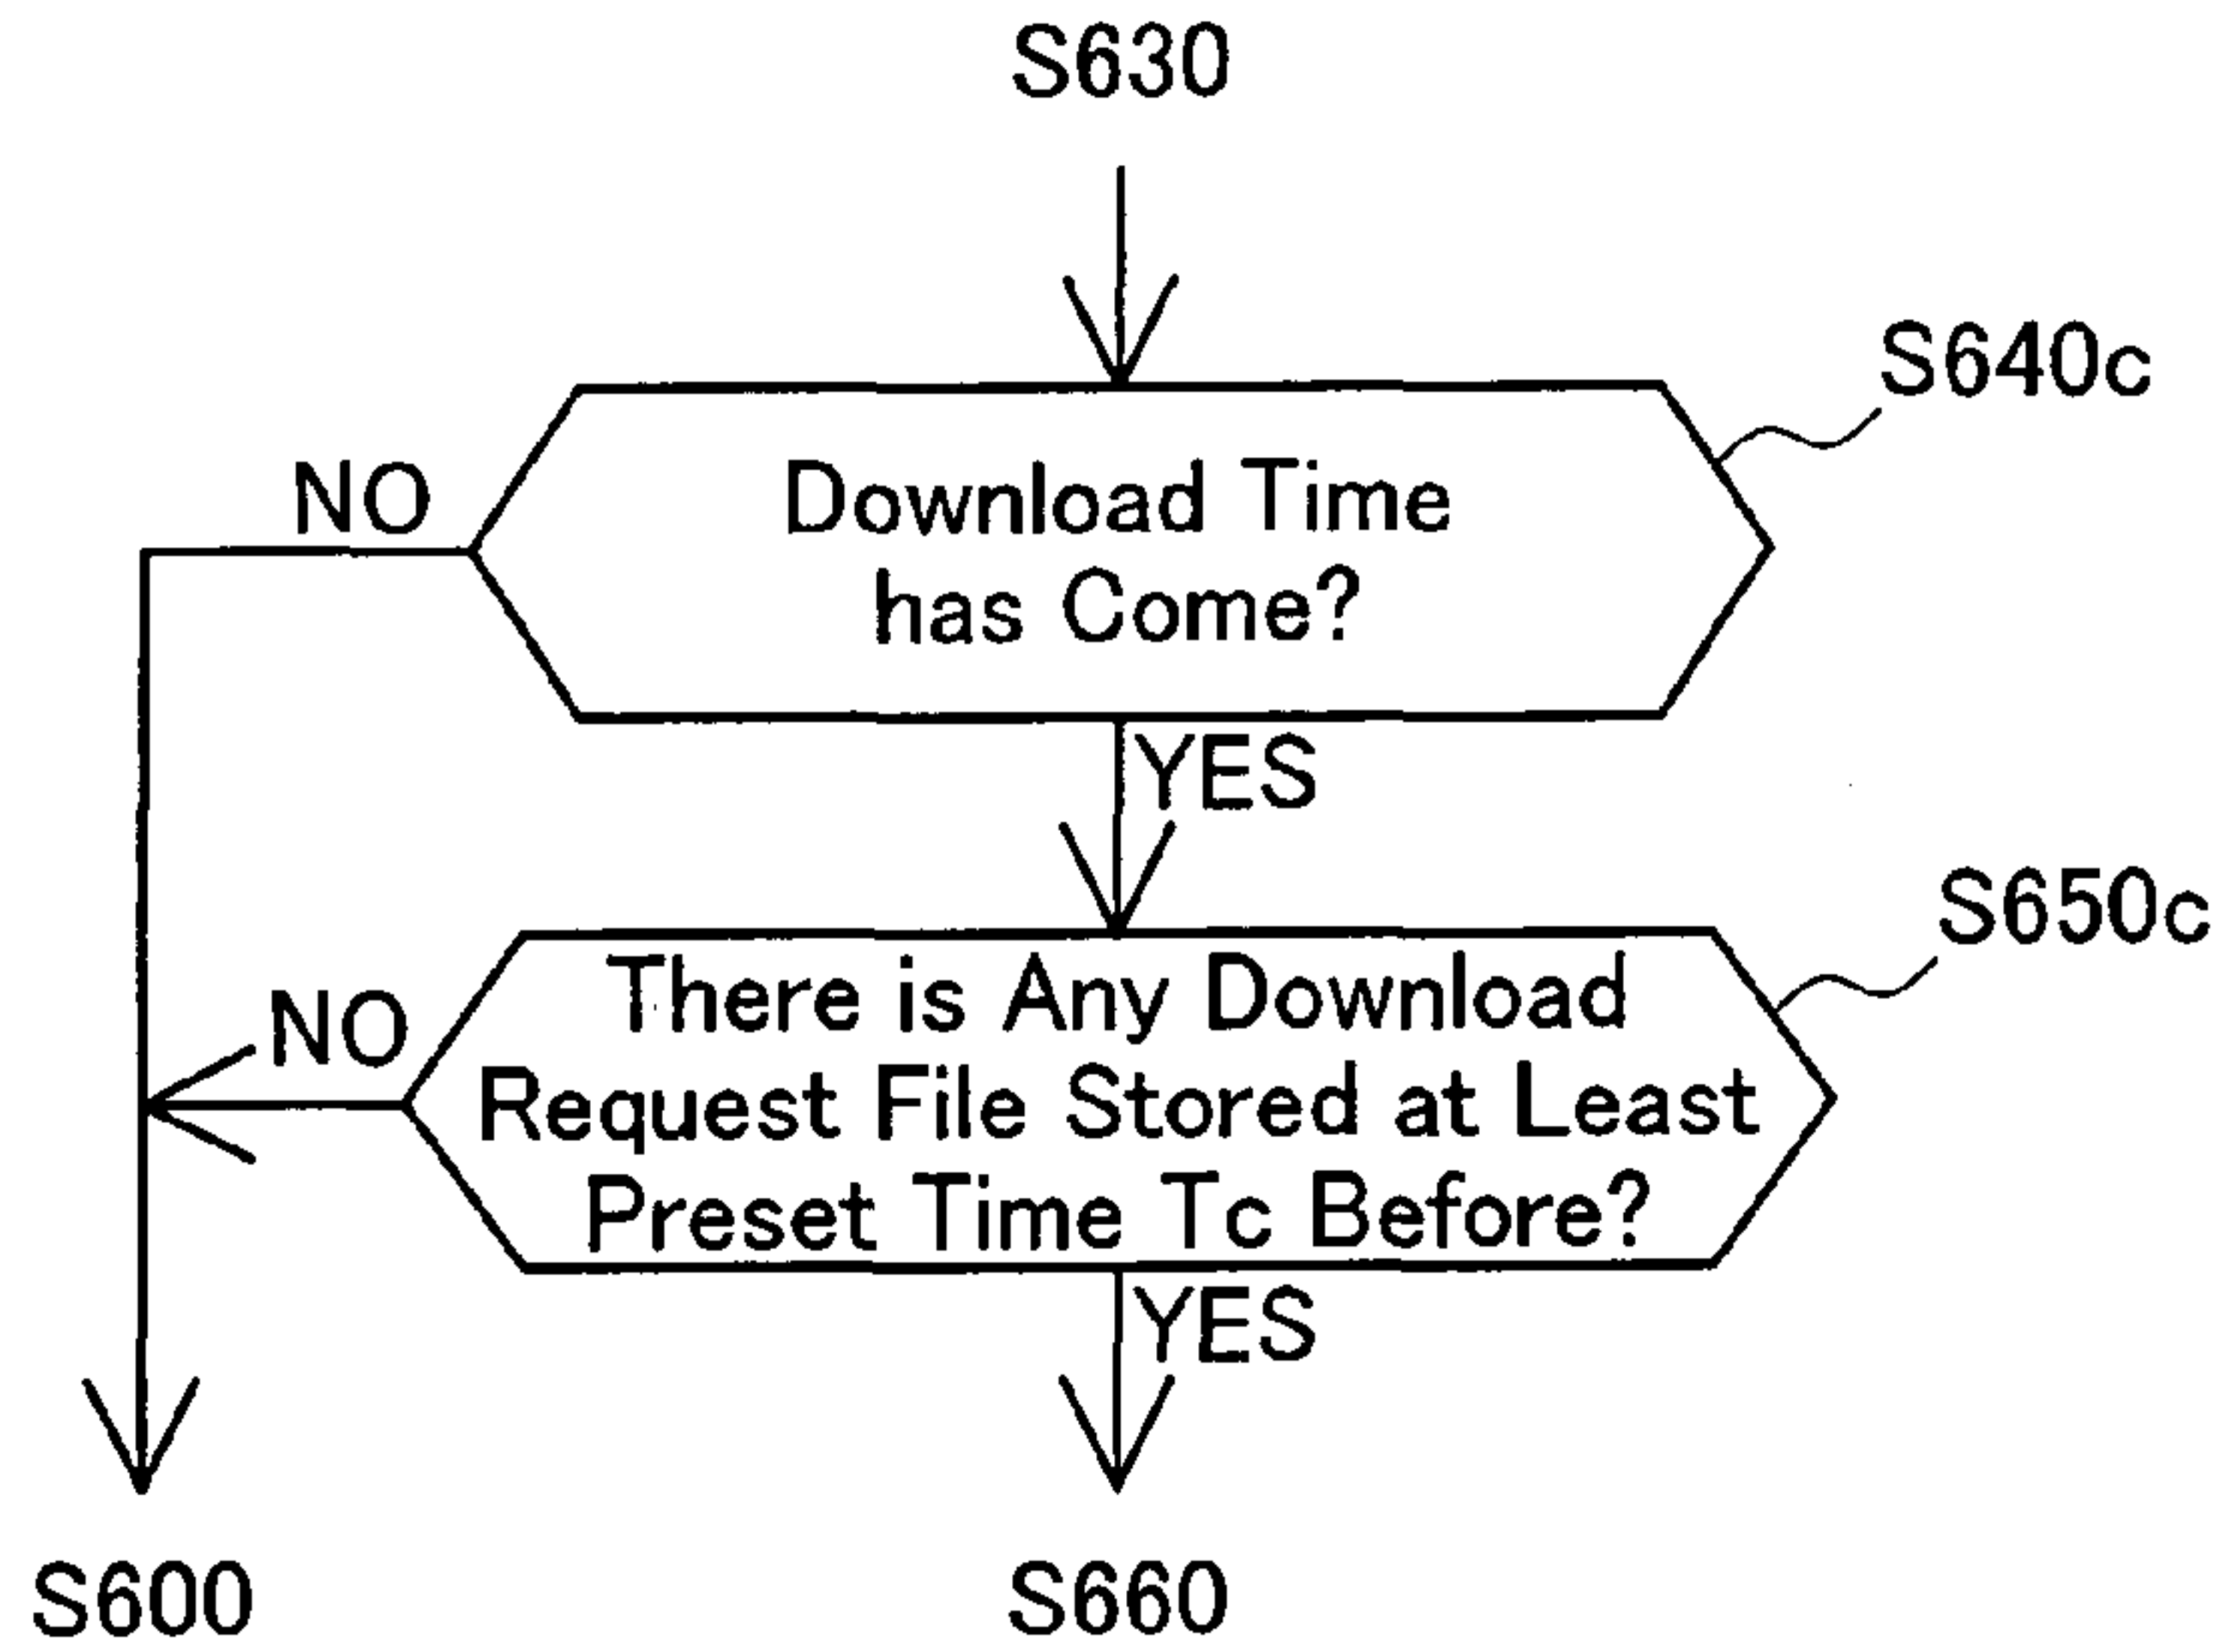 S630
S640c
NO
Download Time
has Come?
YES
S650c
NO
There is Any Download
Request File Stored at Least
Preset Time Tc Before?
YES
S600
S660